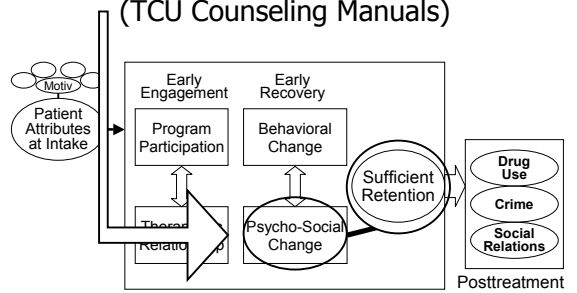 (TCU Counseling Manuals)
Early
Engagement
Early
Recovery
Motiv
Patient
Attributes
at Intake
Program
Participation
Behavioral
Change
Sufficient
Retention
Psycho-Social
Change
Drug
Use
Crime
Social
Relations
Posttreatment